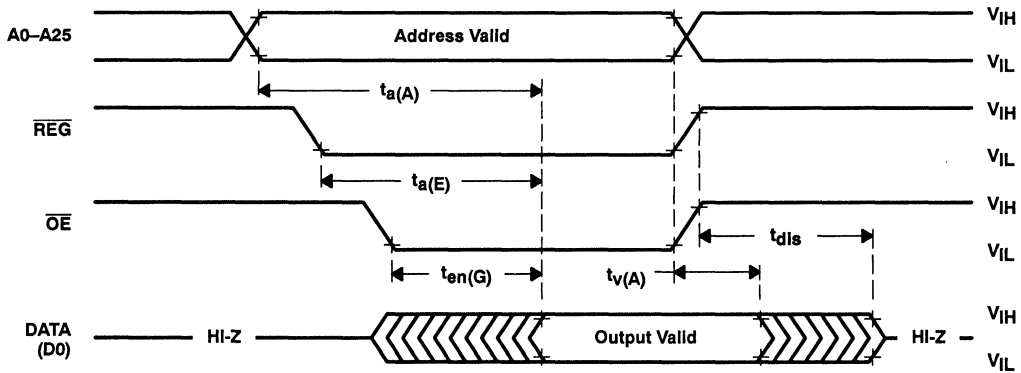 A0–A25
Address Valid
VIH
VIL
ta(A)
REG
VIH
VIL
ta(E)
OE
VIH
VIL
tdis
ten(G)
tv(A)
DATA
(D0)
HI-Z
Output Valid
HI-Z
VIH
VIL